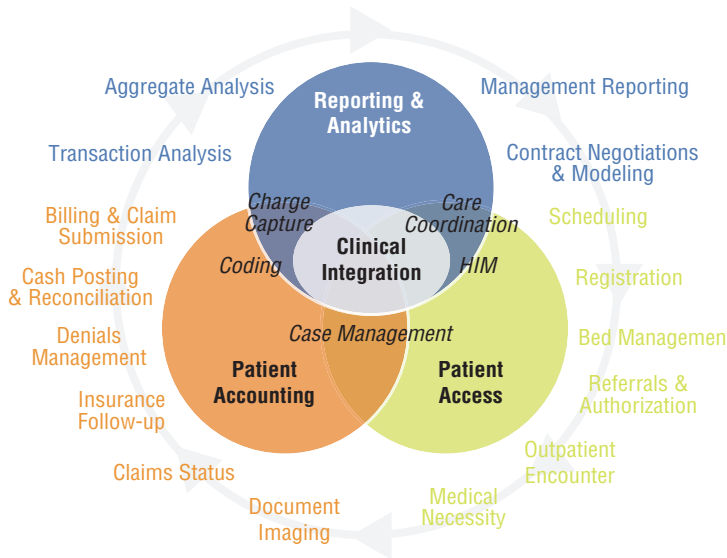 Aggregate Analysis
Management Reporting
Reporting &
Analytics
Transaction Analysis
Contract Negotiations
& Modeling
Charge
Capture
Care
Coordination
Billing & Claim
Submission
Scheduling
Clinical
Integration
Coding
HIM
Cash Posting
& Reconciliation
Registration
Denials
Management
Case Management
Bed Managemen
Patient
Accounting
Patient
Access
Referrals &
Authorization
Insurance
Follow-up
Outpatient
Encounter
Claims Status
Document
Imaging
Medical
Necessity